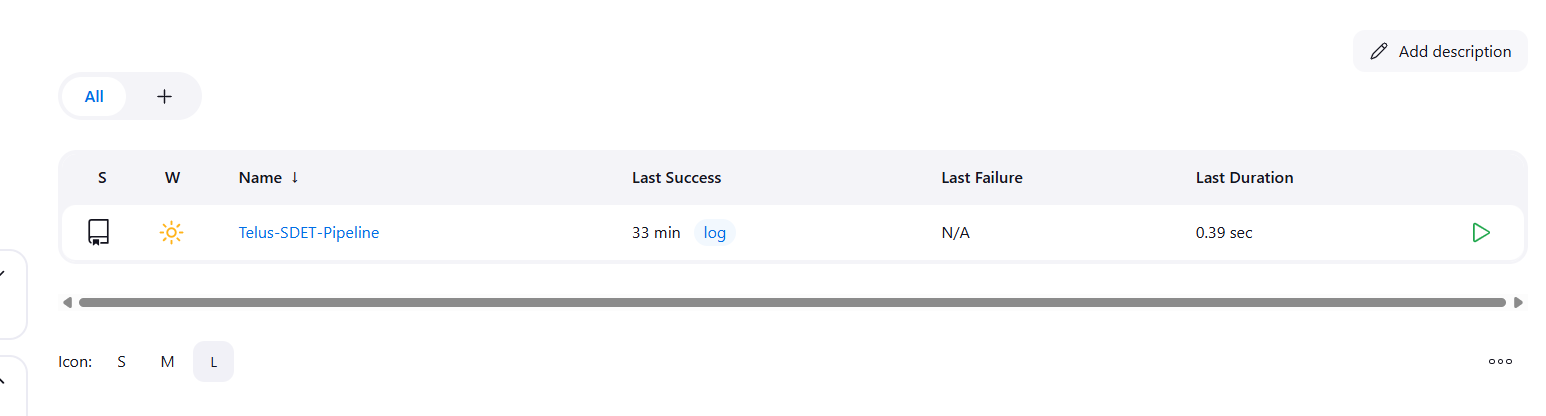 Add description
All +
S W Name ↓ Last Success Last Failure Last Duration
Telus-SDET-Pipeline 33 min log N/A 0.39 sec
Icon: S M L